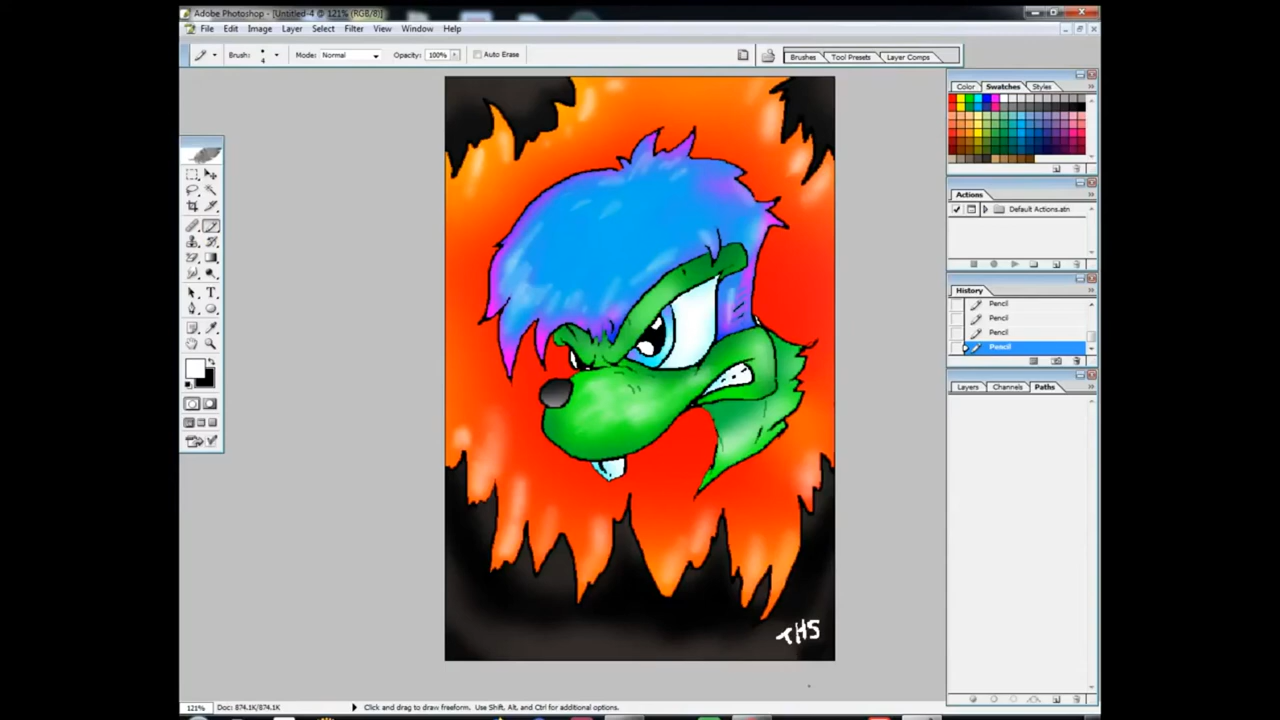 Adobe Photoshop - [Untitled-4 @ 121% (RGB/8)]
File Edit Image Layer Select Filter View Window Help
Brush: 4 Mode: Normal Opacity: 100% Auto Erase Brushes Tool Presets Layer Comps
Color Swatches Styles
Actions
Default Actions.atn
History
Pencil
Pencil
Pencil
Pencil
Layers Channels Paths
THS
121% Doc: 874.1K/874.1K Click and drag to draw freeform. Use Shift, Alt, and Ctrl for additional options.